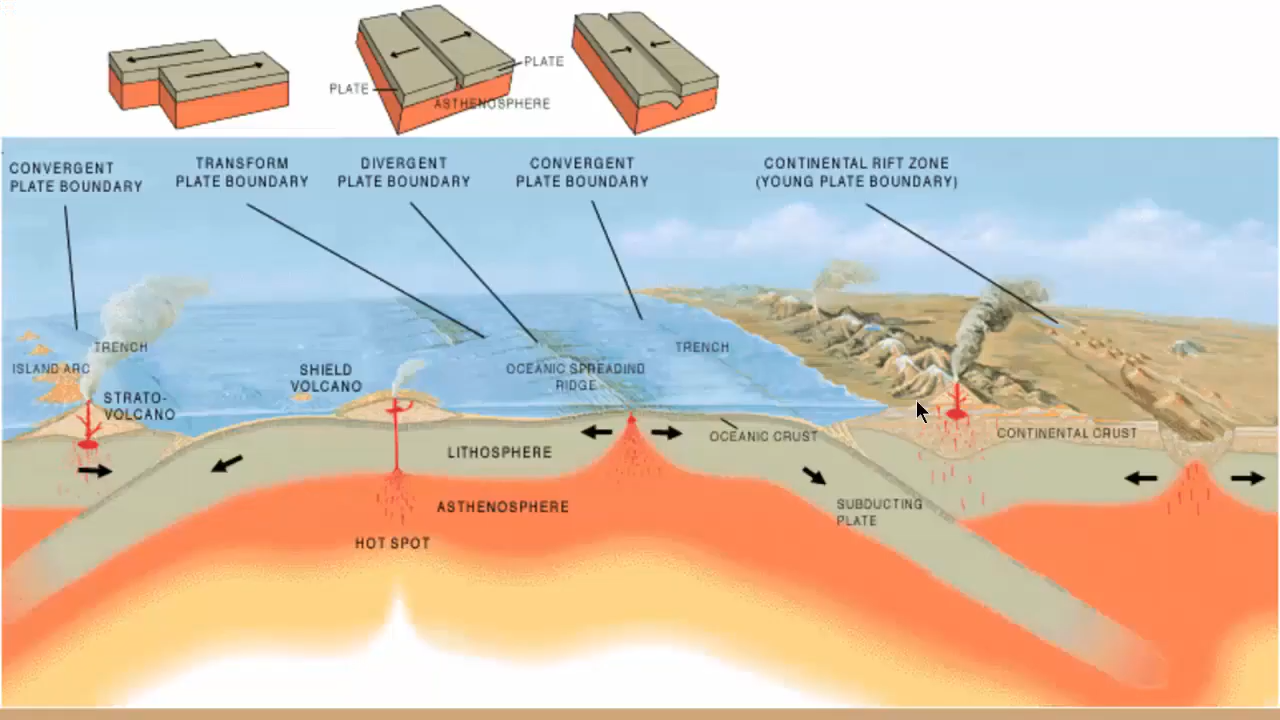 PLATE
PLATE
ASTHENOSPHERE
CONVERGENT
PLATE BOUNDARY
TRANSFORM
PLATE BOUNDARY
DIVERGENT
PLATE BOUNDARY
CONVERGENT
PLATE BOUNDARY
CONTINENTAL RIFT ZONE
(YOUNG PLATE BOUNDARY)
TRENCH
ISLAND ARC
STRATO-
VOLCANO
SHIELD
VOLCANO
OCEANIC SPREADING
RIDGE
TRENCH
OCEANIC CRUST
CONTINENTAL CRUST
LITHOSPHERE
ASTHENOSPHERE
SUBDUCTING
PLATE
HOT SPOT